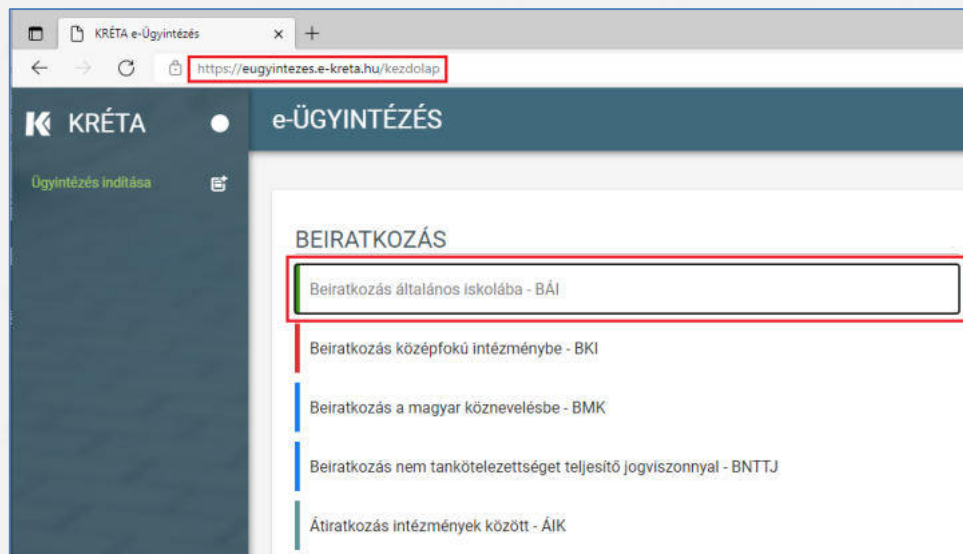 KRÉTA e-Ügyintézés
https://eugyintezes.e-kreta.hu/kezdolap
KRÉTA
e-ÜGYINTÉZÉS
Ügyintézés indítása
BEIRATKOZÁS
Beiratkozás általános iskolába - BÁI
Beiratkozás középfokú intézménybe - BKI
Beiratkozás a magyar köznevelésbe - BMK
Beiratkozás nem tankötelezettséget teljesítő jogviszonnyal - BNTTJ
Átiratkozás intézmények között - ÁIK